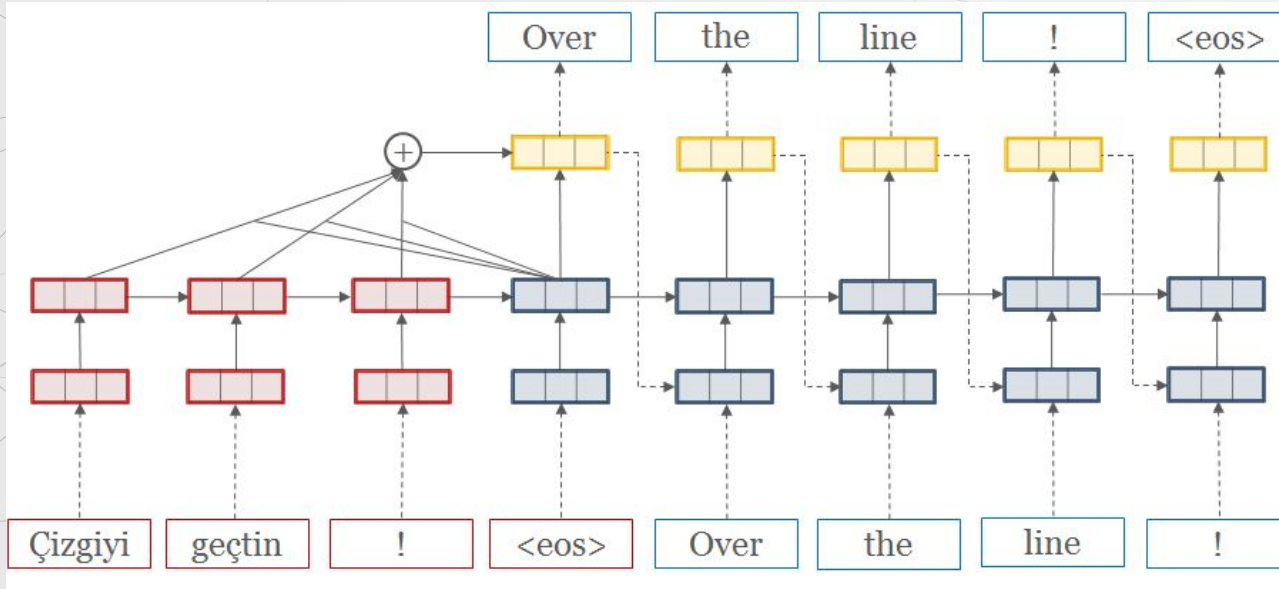 Over the line ! <eos>
+
Çizgiyi geçtin ! <eos> Over the line !